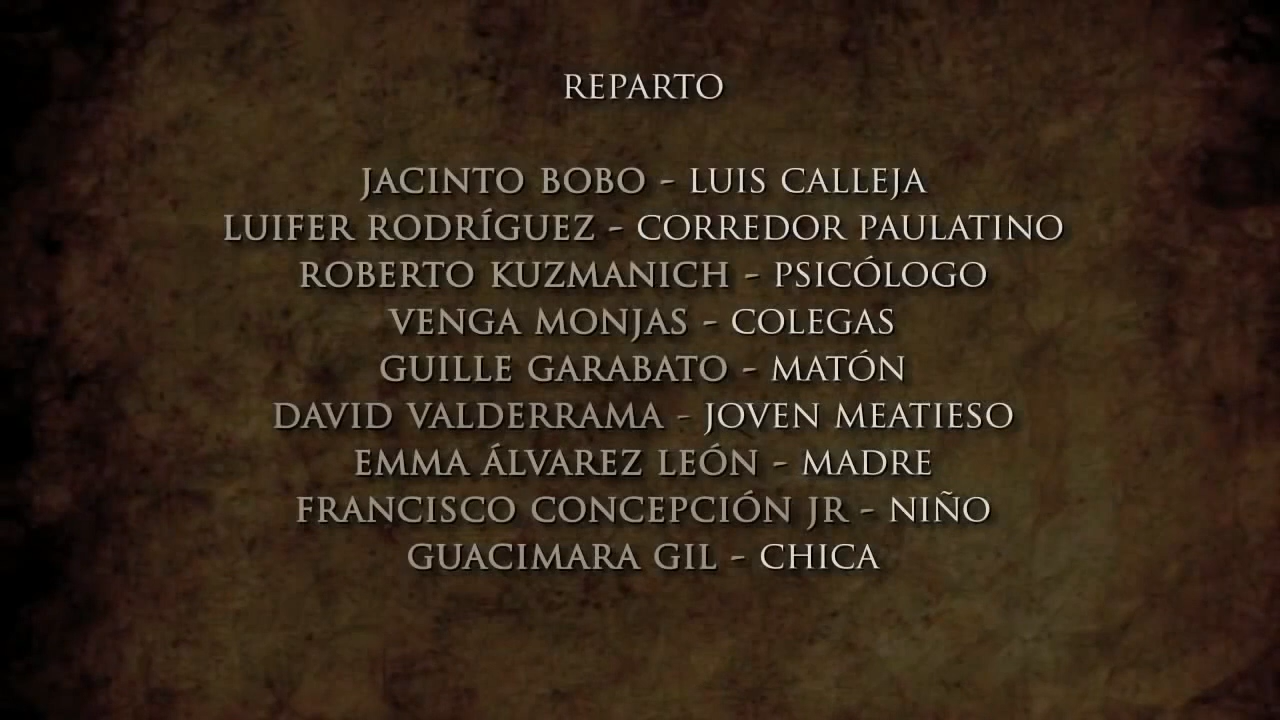 REPARTO
JACINTO BOBO - LUIS CALLEJA
LUIFER RODRÍGUEZ - CORREDOR PAULATINO
ROBERTO KUZMANICH - PSICÓLOGO
VENGA MONJAS - COLEGAS
GUILLE GARABATO - MATÓN
DAVID VALDERRAMA - JOVEN MEATIESO
EMMA ÁLVAREZ LEÓN - MADRE
FRANCISCO CONCEPCIÓN JR - NIÑO
GUACIMARA GIL - CHICA